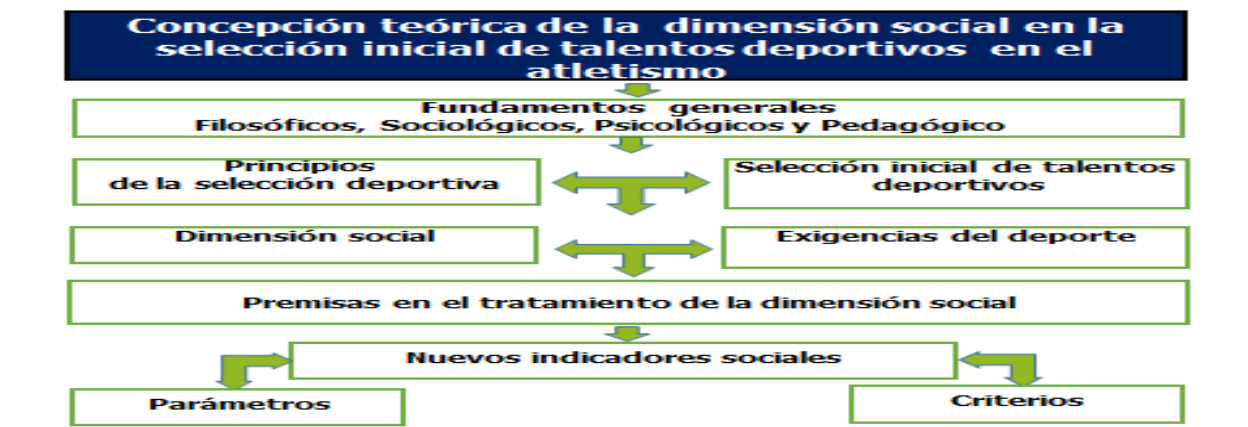 Concepción teórica de la dimensión social en la
selección inicial de talentos deportivos en el
atletismo
Fundamentos generales
Filosóficos, Sociológicos, Psicológicos y Pedagógico
Principios
de la selección deportiva
Selección inicial de talentos
deportivos
Dimensión social
Exigencias del deporte
Premisas en el tratamiento de la dimensión social
Nuevos indicadores sociales
Parámetros
Criterios